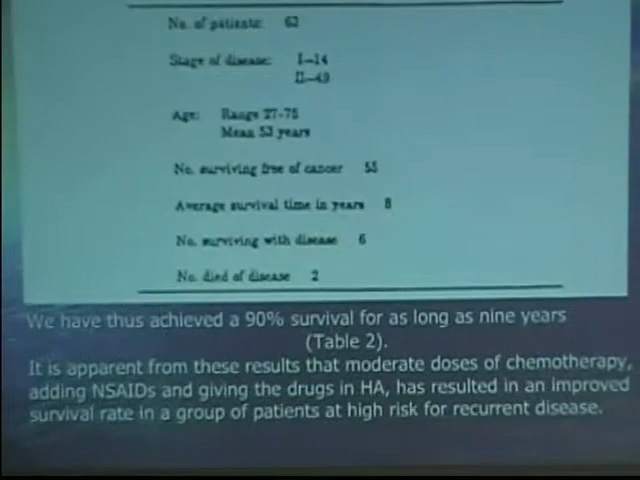 No. of patients: 62
Stage of disease: I—14
II—49
Age: Range 27-75
Mean 53 years
No. surviving free of cancer 55
Average survival time in years 8
No. surviving with disease 6
No. died of disease 2
We have thus achieved a 90% survival for as long as nine years
(Table 2).
It is apparent from these results that moderate doses of chemotherapy,
adding NSAIDs and giving the drugs in HA, has resulted in an improved
survival rate in a group of patients at high risk for recurrent disease.